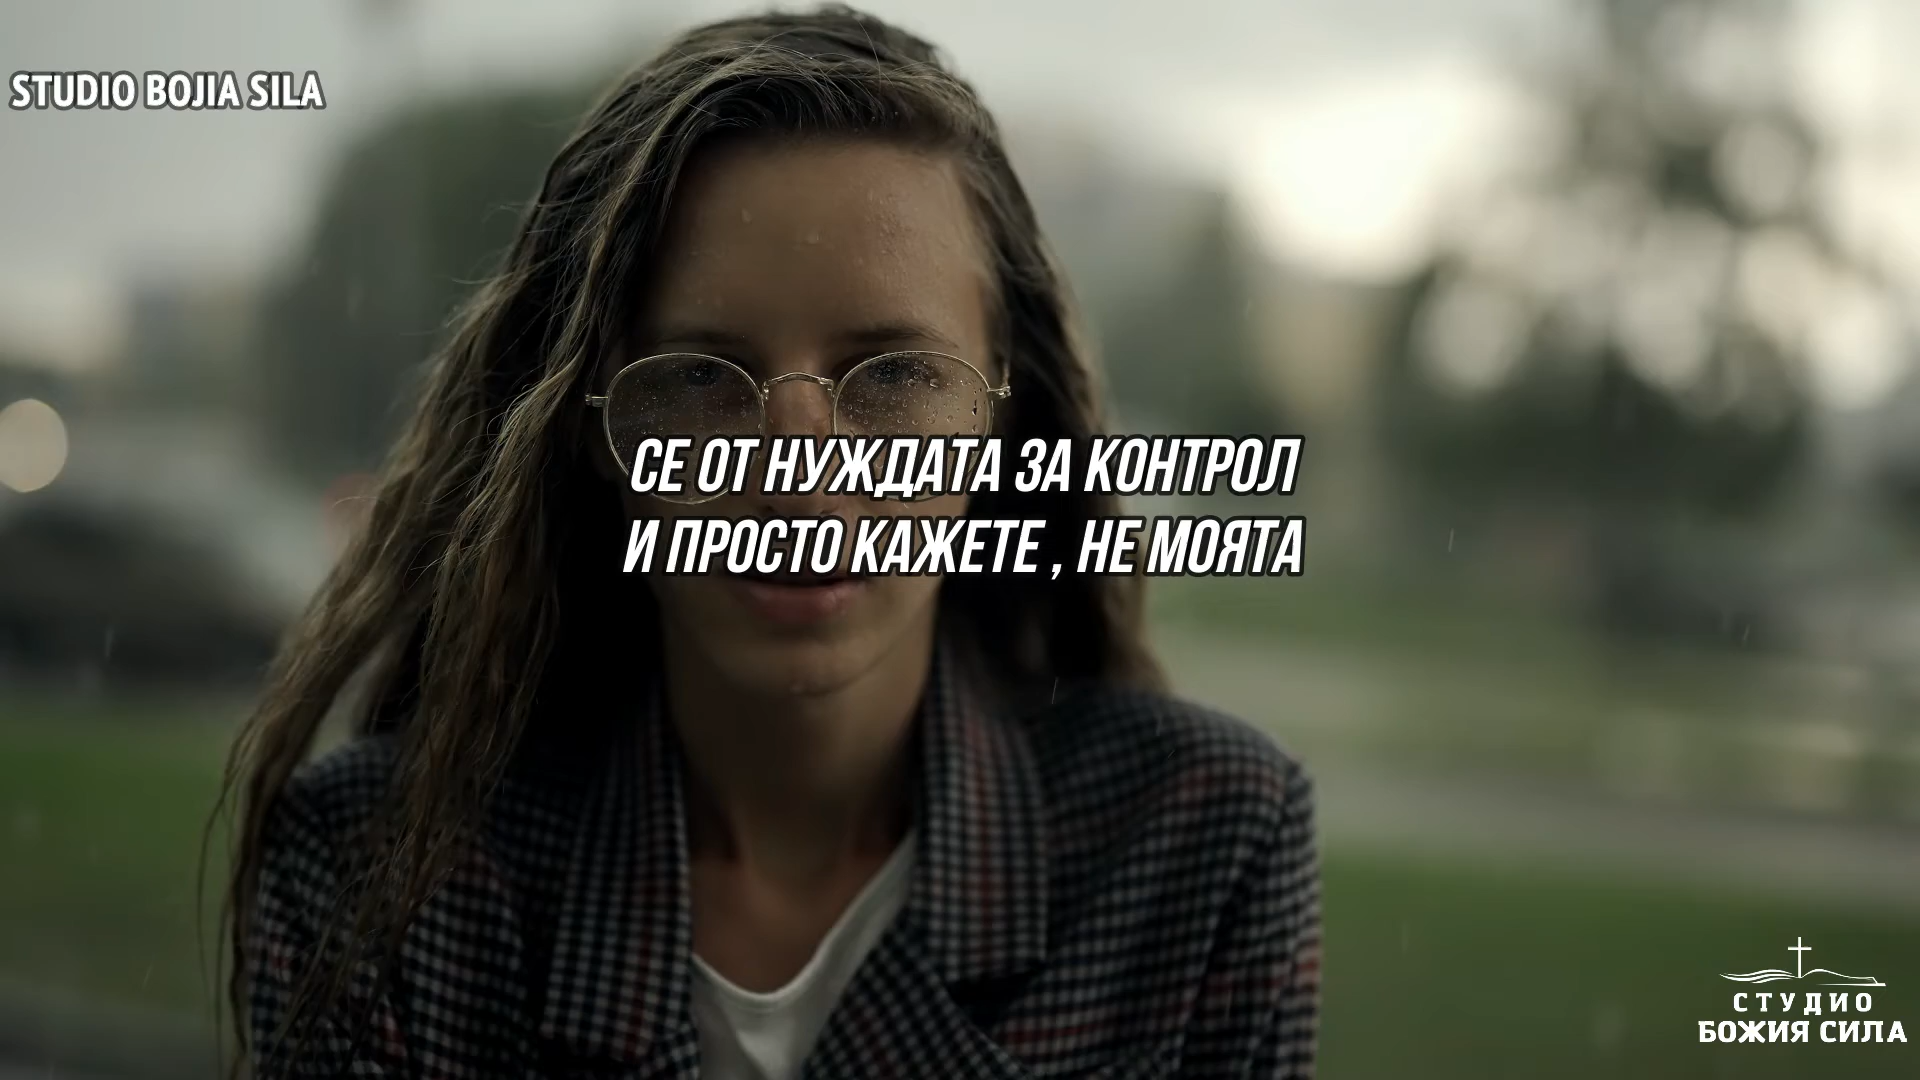 STUDIO BOJIA SILA
СЕ ОТ НУЖДАТА ЗА КОНТРОЛ
И ПРОСТО КАЖЕТЕ , НЕ МОЯТА
СТУДИО
БОЖИЯ СИЛА